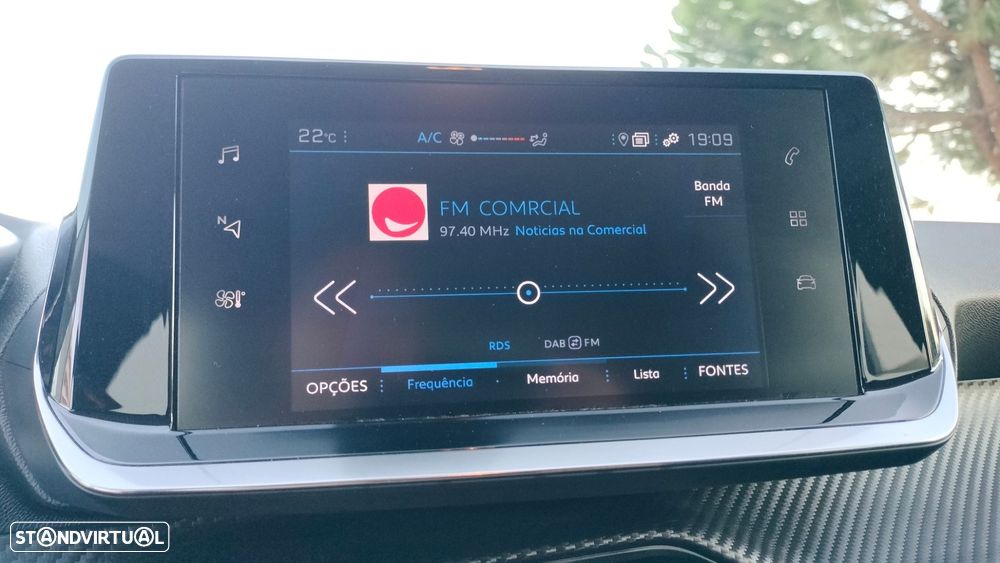 22°C A/C 19:09
N
Banda
FM
FM COMRCIAL
97.40 MHz Noticias na Comercial
RDS DAB FM
OPÇÕES Frequência Memória Lista FONTES
STANDVIRTUAL